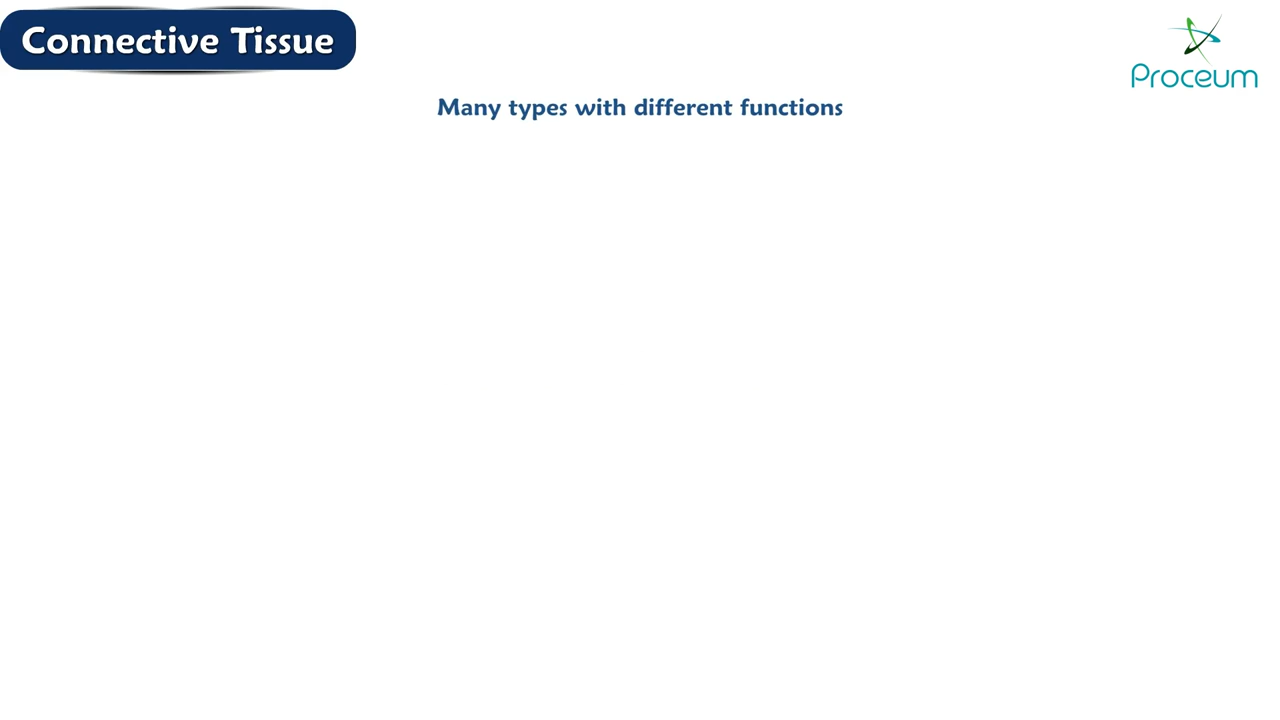 Connective Tissue
Proceum
Many types with different functions